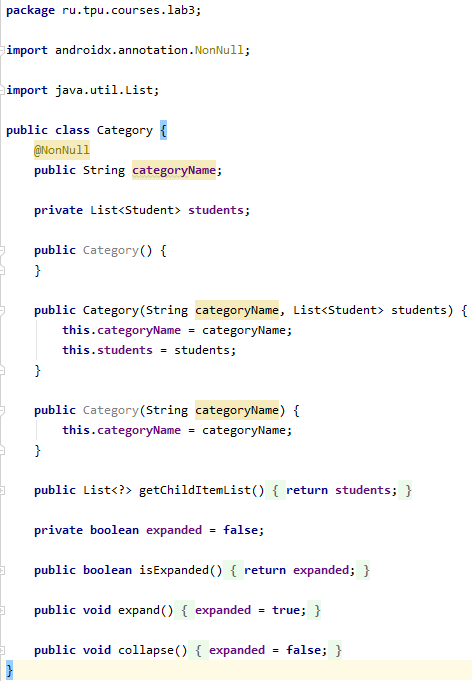 package ru.tpu.courses.lab3;
import androidx.annotation.NonNull;
import java.util.List;
public class Category {
@NonNull
public String categoryName;
private List<Student> students;
public Category() {
}
public Category(String categoryName, List<Student> students) {
this.categoryName = categoryName;
this.students = students;
}
public Category(String categoryName) {
this.categoryName = categoryName;
}
public List<?> getChildItemList() { return students; }
private boolean expanded = false;
public boolean isExpanded() { return expanded; }
public void expand() { expanded = true; }
public void collapse() { expanded = false; }
}